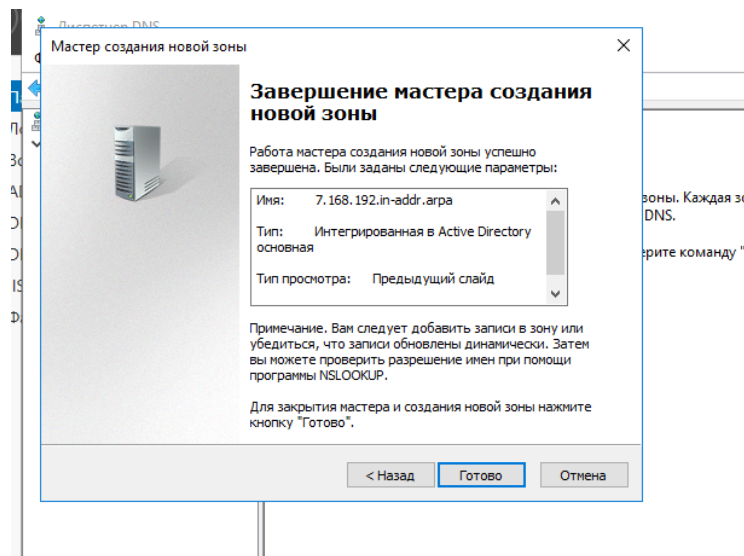 Диспетчер DNS
Мастер создания новой зоны
Завершение мастера создания
новой зоны
Работа мастера создания новой зоны успешно
завершена. Были заданы следующие параметры:
Имя: 7.168.192.in-addr.arpa
Тип: Интегрированная в Active Directory
основная
Тип просмотра: Предыдущий слайд
Примечание. Вам следует добавить записи в зону или
убедиться, что записи обновлены динамически. Затем
вы можете проверить разрешение имен при помощи
программы NSLOOKUP.
Для закрытия мастера и создания новой зоны нажмите
кнопку "Готово".
< Назад
Готово
Отмена
зоны. Каждая зо
DNS.
ерите команду "